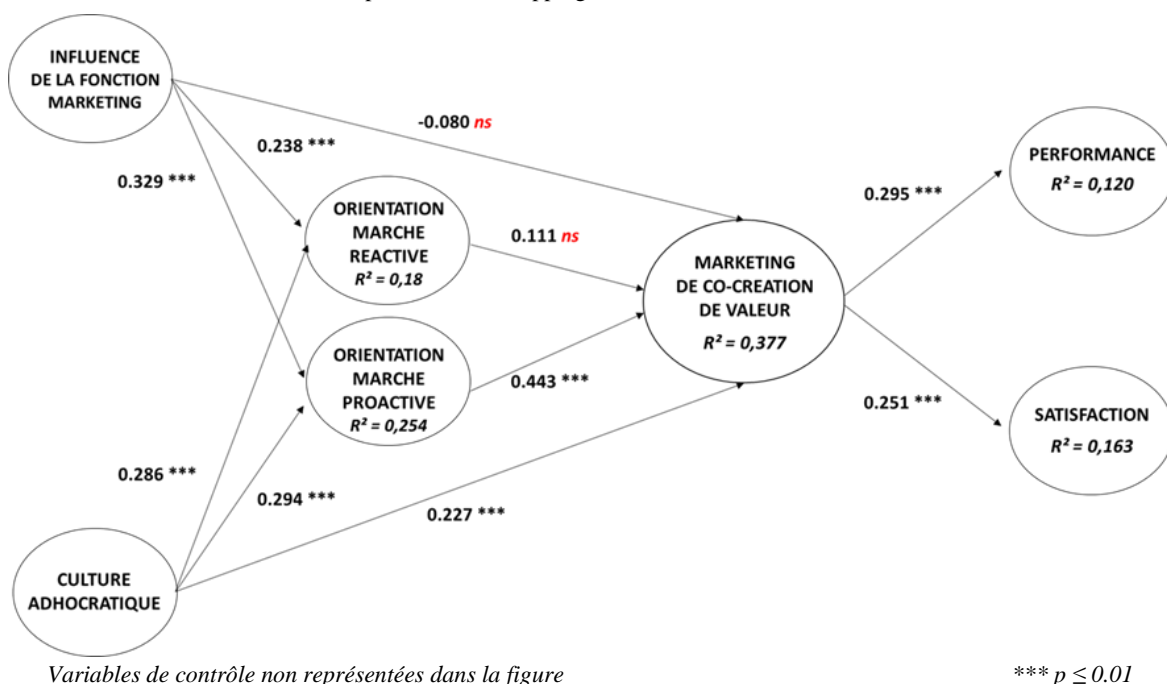 INFLUENCE
DE LA FONCTION
MARKETING
-0.080 ns
0.238 ***
0.329 ***
PERFORMANCE
R² = 0,120
0.295 ***
ORIENTATION
MARCHE
REACTIVE
R² = 0,18
0.111 ns
MARKETING
DE CO-CREATION
DE VALEUR
R² = 0,377
ORIENTATION
MARCHE
PROACTIVE
R² = 0,254
0.443 ***
0.251 ***
SATISFACTION
R² = 0,163
0.286 ***
0.294 ***
0.227 ***
CULTURE
ADHOCRATIQUE
Variables de contrôle non représentées dans la figure
*** p ≤ 0.01